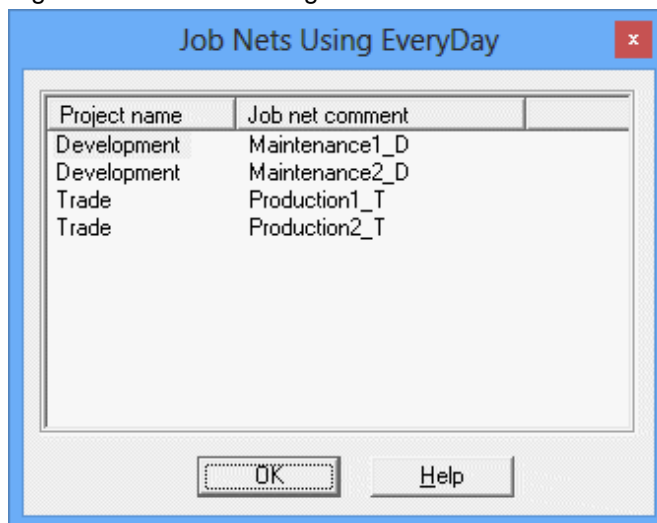 Job Nets Using EveryDay
x
Project name Job net comment
Development Maintenance1_D
Development Maintenance2_D
Trade Production1_T
Trade Production2_T
OK Help